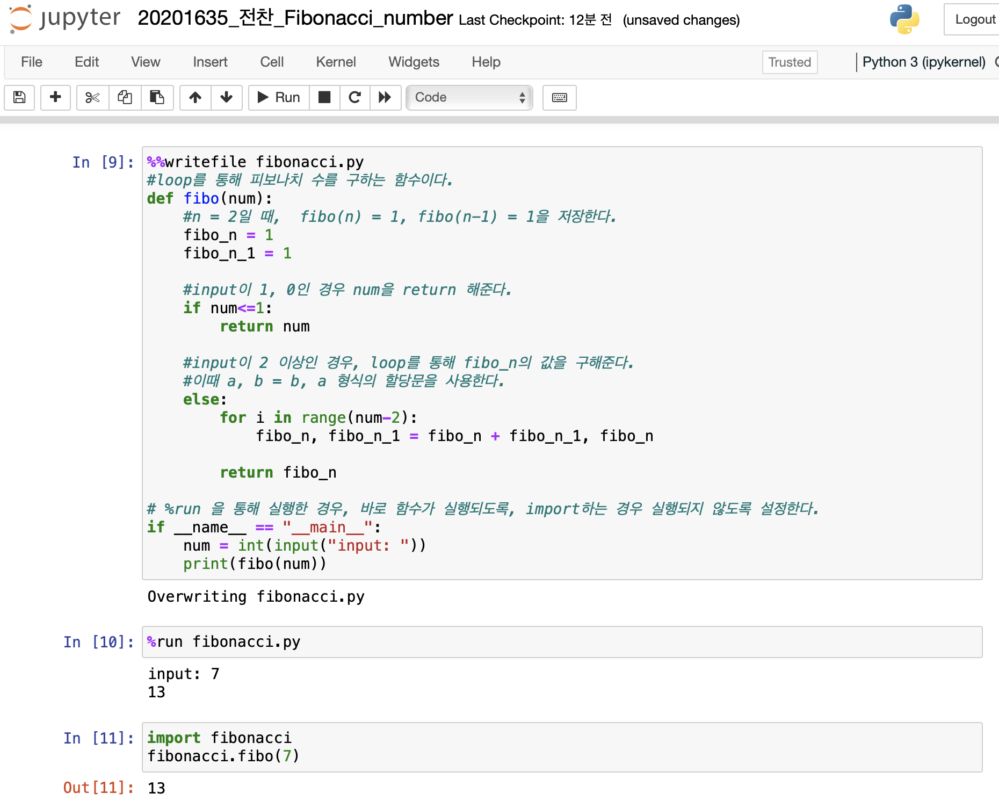 jupyter 20201635_전찬_Fibonacci_number Last Checkpoint: 12분 전 (unsaved changes) Logout
File Edit View Insert Cell Kernel Widgets Help Trusted Python 3 (ipykernel)
Run Code
In [9]: %%writefile fibonacci.py
#loop를 통해 피보나치 수를 구하는 함수이다.
def fibo(num):
    #n = 2일 때,  fibo(n) = 1, fibo(n-1) = 1을 저장한다.
    fibo_n = 1
    fibo_n_1 = 1
    #input이 1, 0인 경우 num을 return 해준다.
    if num<=1:
        return num
    #input이 2 이상인 경우, loop를 통해 fibo_n의 값을 구해준다.
    #이때 a, b = b, a 형식의 할당문을 사용한다.
    else:
        for i in range(num-2):
            fibo_n, fibo_n_1 = fibo_n + fibo_n_1, fibo_n
        return fibo_n
# %run 을 통해 실행한 경우, 바로 함수가 실행되도록, import하는 경우 실행되지 않도록 설정한다.
if __name__ == "__main__":
    num = int(input("input: "))
    print(fibo(num))
Overwriting fibonacci.py
In [10]: %run fibonacci.py
input: 7
13
In [11]: import fibonacci
fibonacci.fibo(7)
Out[11]: 13